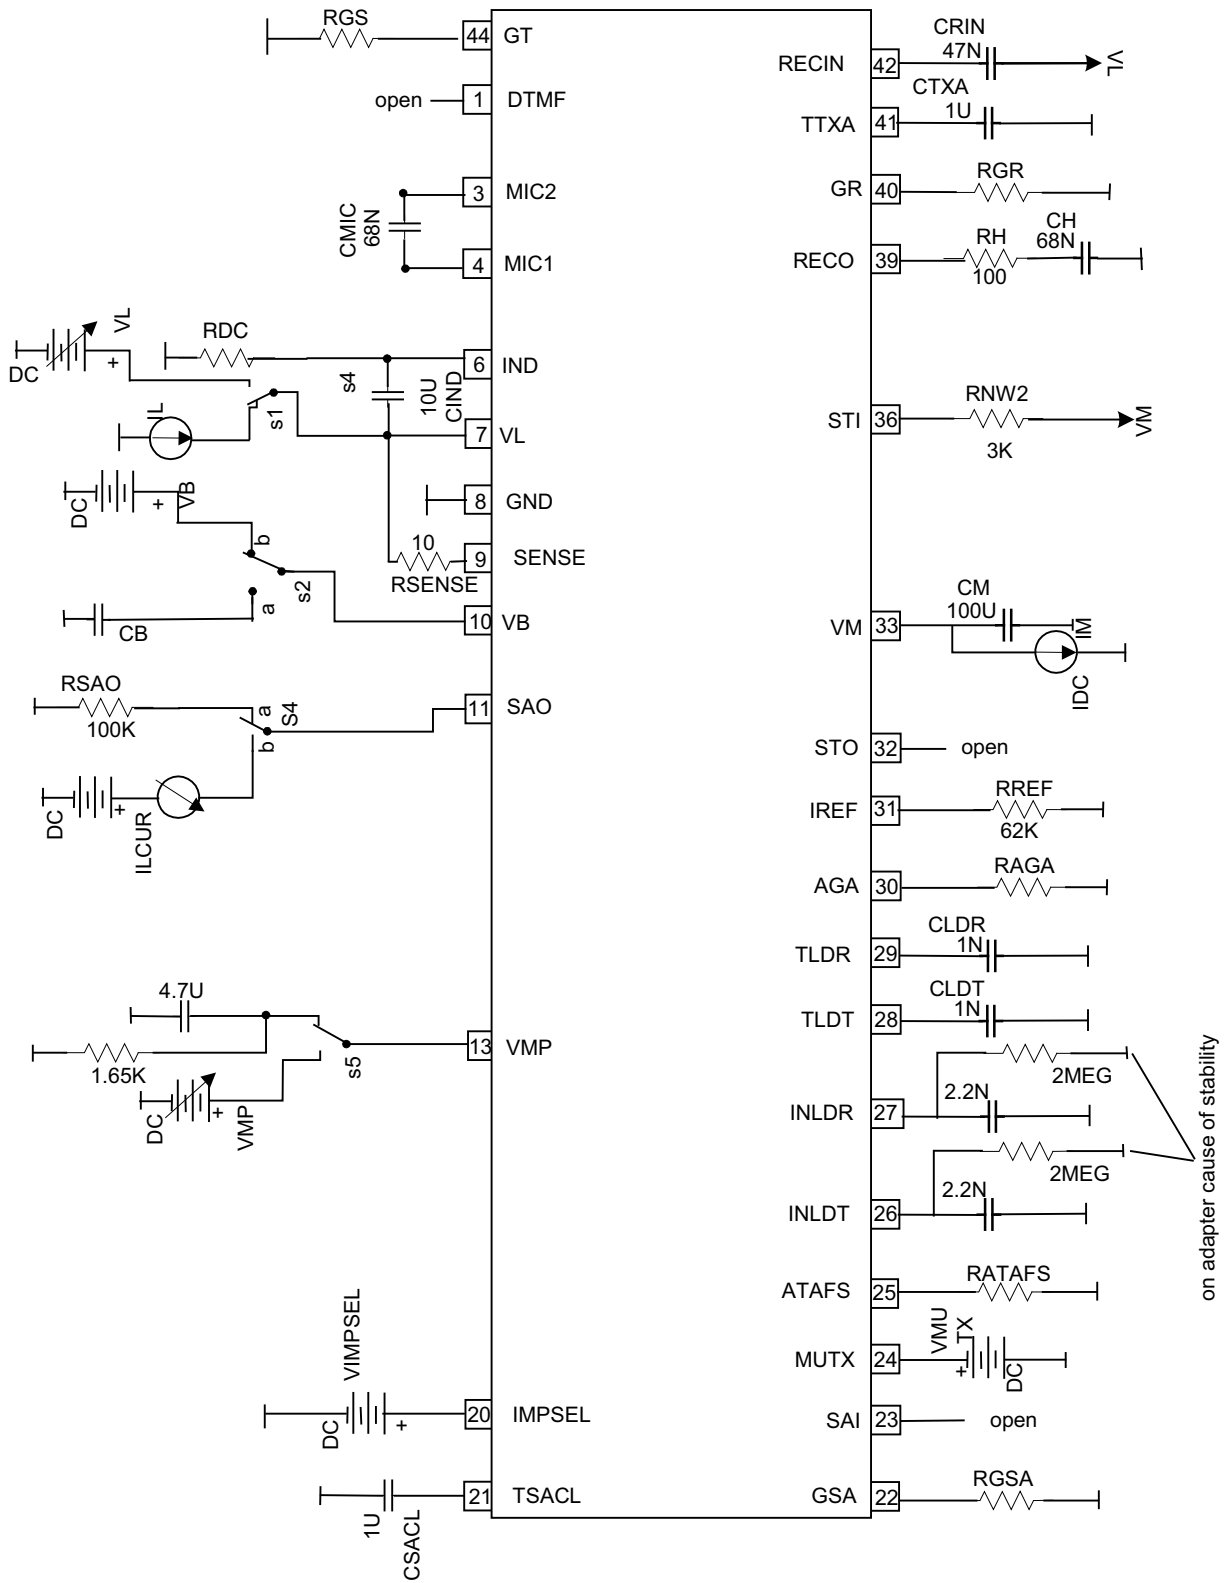 RGS
44 GT
open 1 DTMF
3 MIC2
CMIC
68N
4 MIC1
VL
DC +
RDC
6 IND
s4
10U
CIND
IL
s1
7 VL
DC + VB
8 GND
b
s2
a
10
RSENSE
9 SENSE
CB
10 VB
RSAO
100K
a
S4
b
11 SAO
DC +
ILCUR
4.7U
1.65K
s5
13 VMP
DC +
VMP
VIMPSEL
DC +
20 IMPSEL
1U
CSACL
21 TSACL
RECIN 42
CRIN
47N
VL
TTXA 41
CTXA
1U
GR 40
RGR
RECO 39
RH
100
CH
68N
STI 36
RNW2
3K
VM
VM 33
CM
100U
IM
IDC
STO 32 open
IREF 31
RREF
62K
AGA 30
RAGA
TLDR 29
CLDR
1N
TLDT 28
CLDT
1N
2MEG
INLDR 27
2.2N
2MEG
INLDT 26
2.2N
on adapter cause of stability
ATAFS 25
RATAFS
MUTX 24
VMU
TX
+ DC
SAI 23 open
GSA 22
RGSA